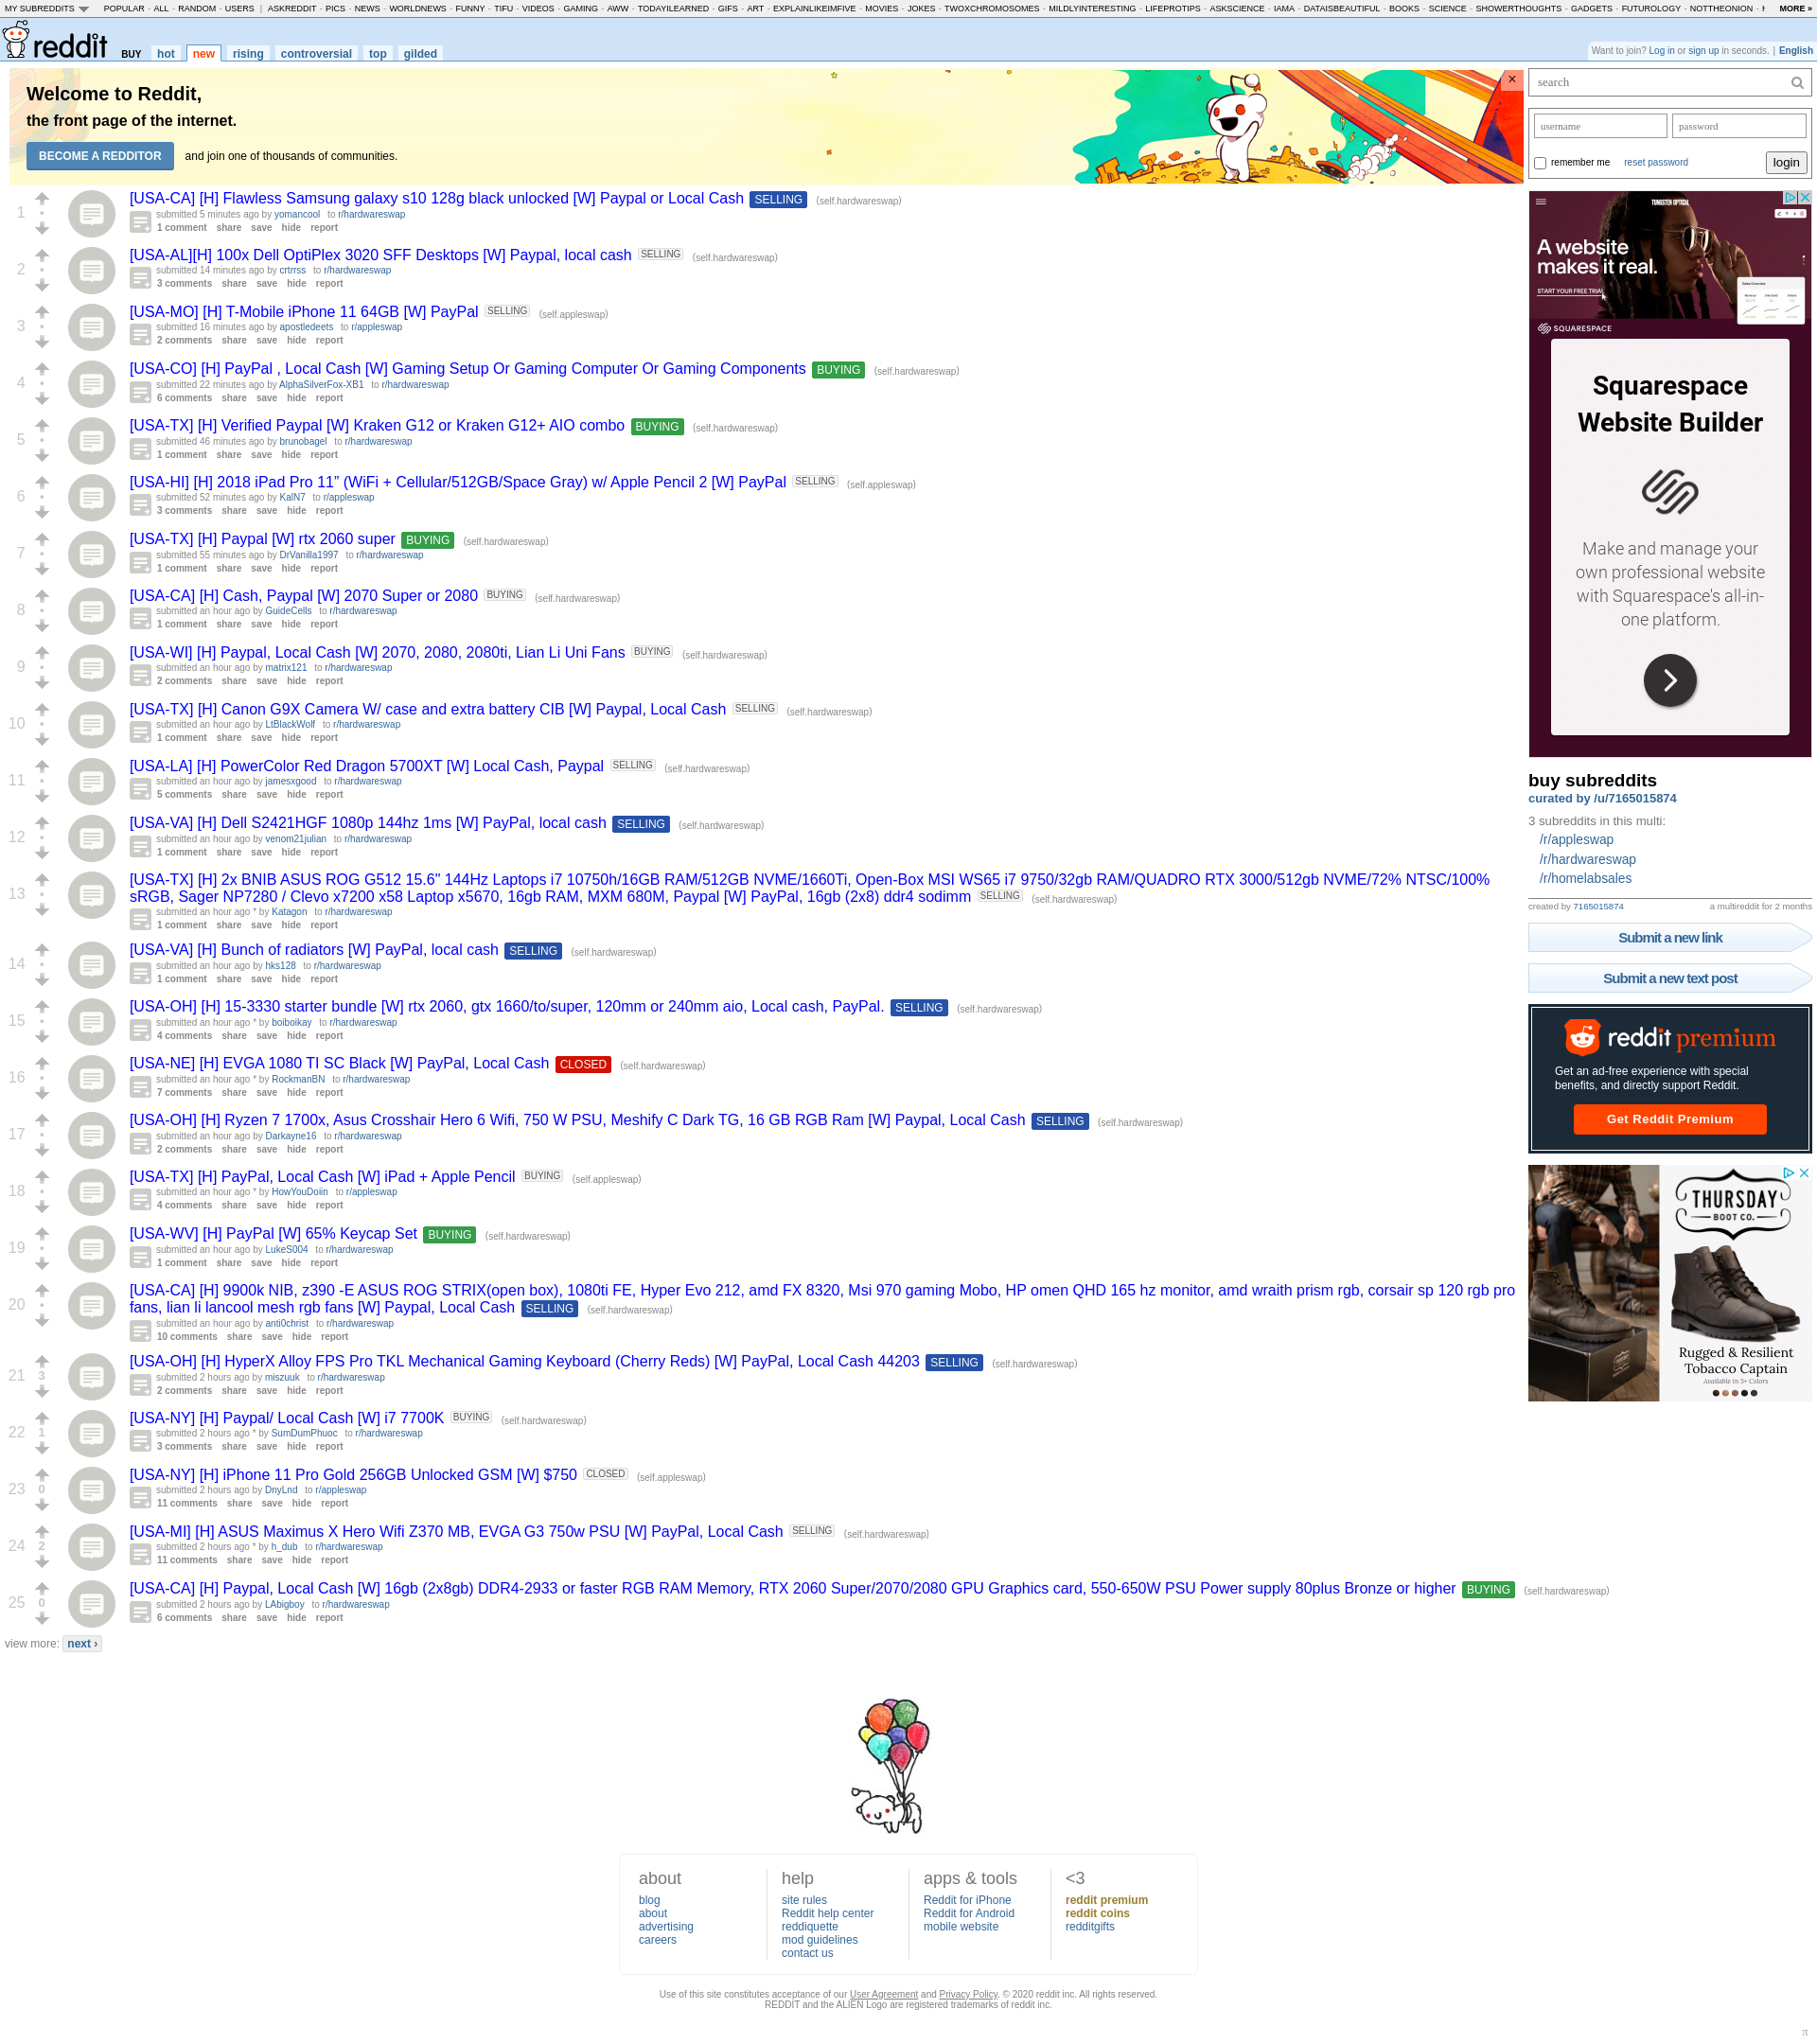 MY SUBREDDITS POPULAR - ALL - RANDOM - USERS | ASKREDDIT - PICS - NEWS - WORLDNEWS - FUNNY - TIFU - VIDEOS - GAMING - AWW - TODAYILEARNED - GIFS - ART - EXPLAINLIKEIMFIVE - MOVIES - JOKES - TWOXCHROMOSOMES - MILDLYINTERESTING - LIFEPROTIPS - ASKSCIENCE - IAMA - DATAISBEAUTIFUL - BOOKS - SCIENCE - SHOWERTHOUGHTS - GADGETS - FUTUROLOGY - NOTTHEONION - MORE »
reddit BUY hot new rising controversial top gilded
Want to join? Log in or sign up in seconds. | English
Welcome to Reddit,
the front page of the internet.
BECOME A REDDITOR and join one of thousands of communities.
1
[USA-CA] [H] Flawless Samsung galaxy s10 128g black unlocked [W] Paypal or Local Cash SELLING (self.hardwareswap)
submitted 5 minutes ago by yomancool to r/hardwareswap
1 comment share save hide report
2
[USA-AL][H] 100x Dell OptiPlex 3020 SFF Desktops [W] Paypal, local cash SELLING (self.hardwareswap)
submitted 14 minutes ago by crtrrss to r/hardwareswap
3 comments share save hide report
3
[USA-MO] [H] T-Mobile iPhone 11 64GB [W] PayPal SELLING (self.appleswap)
submitted 16 minutes ago by apostledeets to r/appleswap
2 comments share save hide report
4
[USA-CO] [H] PayPal , Local Cash [W] Gaming Setup Or Gaming Computer Or Gaming Components BUYING (self.hardwareswap)
submitted 22 minutes ago by AlphaSilverFox-XB1 to r/hardwareswap
6 comments share save hide report
5
[USA-TX] [H] Verified Paypal [W] Kraken G12 or Kraken G12+ AIO combo BUYING (self.hardwareswap)
submitted 46 minutes ago by brunobagel to r/hardwareswap
1 comment share save hide report
6
[USA-HI] [H] 2018 iPad Pro 11” (WiFi + Cellular/512GB/Space Gray) w/ Apple Pencil 2 [W] PayPal SELLING (self.appleswap)
submitted 52 minutes ago by KalN7 to r/appleswap
3 comments share save hide report
7
[USA-TX] [H] Paypal [W] rtx 2060 super BUYING (self.hardwareswap)
submitted 55 minutes ago by DrVanilla1997 to r/hardwareswap
1 comment share save hide report
8
[USA-CA] [H] Cash, Paypal [W] 2070 Super or 2080 BUYING (self.hardwareswap)
submitted an hour ago by GuideCells to r/hardwareswap
1 comment share save hide report
9
[USA-WI] [H] Paypal, Local Cash [W] 2070, 2080, 2080ti, Lian Li Uni Fans BUYING (self.hardwareswap)
submitted an hour ago by matrix121 to r/hardwareswap
2 comments share save hide report
10
[USA-TX] [H] Canon G9X Camera W/ case and extra battery CIB [W] Paypal, Local Cash SELLING (self.hardwareswap)
submitted an hour ago by LtBlackWolf to r/hardwareswap
1 comment share save hide report
11
[USA-LA] [H] PowerColor Red Dragon 5700XT [W] Local Cash, Paypal SELLING (self.hardwareswap)
submitted an hour ago by jamesxgood to r/hardwareswap
5 comments share save hide report
12
[USA-VA] [H] Dell S2421HGF 1080p 144hz 1ms [W] PayPal, local cash SELLING (self.hardwareswap)
submitted an hour ago by venom21julian to r/hardwareswap
1 comment share save hide report
13
[USA-TX] [H] 2x BNIB ASUS ROG G512 15.6" 144Hz Laptops i7 10750h/16GB RAM/512GB NVME/1660Ti, Open-Box MSI WS65 i7 9750/32gb RAM/QUADRO RTX 3000/512gb NVME/72% NTSC/100%
sRGB, Sager NP7280 / Clevo x7200 x58 Laptop x5670, 16gb RAM, MXM 680M, Paypal [W] PayPal, 16gb (2x8) ddr4 sodimm SELLING (self.hardwareswap)
submitted an hour ago * by Katagon to r/hardwareswap
1 comment share save hide report
14
[USA-VA] [H] Bunch of radiators [W] PayPal, local cash SELLING (self.hardwareswap)
submitted an hour ago by hks128 to r/hardwareswap
1 comment share save hide report
15
[USA-OH] [H] 15-3330 starter bundle [W] rtx 2060, gtx 1660/to/super, 120mm or 240mm aio, Local cash, PayPal. SELLING (self.hardwareswap)
submitted an hour ago * by boiboikay to r/hardwareswap
4 comments share save hide report
16
[USA-NE] [H] EVGA 1080 TI SC Black [W] PayPal, Local Cash CLOSED (self.hardwareswap)
submitted an hour ago * by RockmanBN to r/hardwareswap
7 comments share save hide report
17
[USA-OH] [H] Ryzen 7 1700x, Asus Crosshair Hero 6 Wifi, 750 W PSU, Meshify C Dark TG, 16 GB RGB Ram [W] Paypal, Local Cash SELLING (self.hardwareswap)
submitted an hour ago by Darkayne16 to r/hardwareswap
2 comments share save hide report
18
[USA-TX] [H] PayPal, Local Cash [W] iPad + Apple Pencil BUYING (self.appleswap)
submitted an hour ago * by HowYouDoiin to r/appleswap
4 comments share save hide report
19
[USA-WV] [H] PayPal [W] 65% Keycap Set BUYING (self.hardwareswap)
submitted an hour ago by LukeS004 to r/hardwareswap
1 comment share save hide report
20
[USA-CA] [H] 9900k NIB, z390 -E ASUS ROG STRIX(open box), 1080ti FE, Hyper Evo 212, amd FX 8320, Msi 970 gaming Mobo, HP omen QHD 165 hz monitor, amd wraith prism rgb, corsair sp 120 rgb pro
fans, lian li lancool mesh rgb fans [W] Paypal, Local Cash SELLING (self.hardwareswap)
submitted an hour ago by anti0christ to r/hardwareswap
10 comments share save hide report
21 3
[USA-OH] [H] HyperX Alloy FPS Pro TKL Mechanical Gaming Keyboard (Cherry Reds) [W] PayPal, Local Cash 44203 SELLING (self.hardwareswap)
submitted 2 hours ago by miszuuk to r/hardwareswap
2 comments share save hide report
22 1
[USA-NY] [H] Paypal/ Local Cash [W] i7 7700K BUYING (self.hardwareswap)
submitted 2 hours ago * by SumDumPhuoc to r/hardwareswap
3 comments share save hide report
23 0
[USA-NY] [H] iPhone 11 Pro Gold 256GB Unlocked GSM [W] $750 CLOSED (self.appleswap)
submitted 2 hours ago by DnyLnd to r/appleswap
11 comments share save hide report
24 2
[USA-MI] [H] ASUS Maximus X Hero Wifi Z370 MB, EVGA G3 750w PSU [W] PayPal, Local Cash SELLING (self.hardwareswap)
submitted 2 hours ago * by h_dub to r/hardwareswap
11 comments share save hide report
25 0
[USA-CA] [H] Paypal, Local Cash [W] 16gb (2x8gb) DDR4-2933 or faster RGB RAM Memory, RTX 2060 Super/2070/2080 GPU Graphics card, 550-650W PSU Power supply 80plus Bronze or higher BUYING (self.hardwareswap)
submitted 2 hours ago by LAbigboy to r/hardwareswap
6 comments share save hide report
view more: next ›
search
username password
remember me reset password login
TUNGSTEN OPTICAL
A website
makes it real.
START YOUR FREE TRIAL
SQUARESPACE
Squarespace
Website Builder
Make and manage your
own professional website
with Squarespace's all-in-
one platform.
buy subreddits
curated by /u/7165015874
3 subreddits in this multi:
/r/appleswap
/r/hardwareswap
/r/homelabsales
created by 7165015874 a multireddit for 2 months
Submit a new link
Submit a new text post
reddit premium
Get an ad-free experience with special
benefits, and directly support Reddit.
Get Reddit Premium
THURSDAY
BOOT CO.
Rugged & Resilient
Tobacco Captain
Available in 5+ Colors
about
blog
about
advertising
careers
help
site rules
Reddit help center
reddiquette
mod guidelines
contact us
apps & tools
Reddit for iPhone
Reddit for Android
mobile website
<3
reddit premium
reddit coins
redditgifts
Use of this site constitutes acceptance of our User Agreement and Privacy Policy. © 2020 reddit inc. All rights reserved.
REDDIT and the ALIEN Logo are registered trademarks of reddit inc.
π